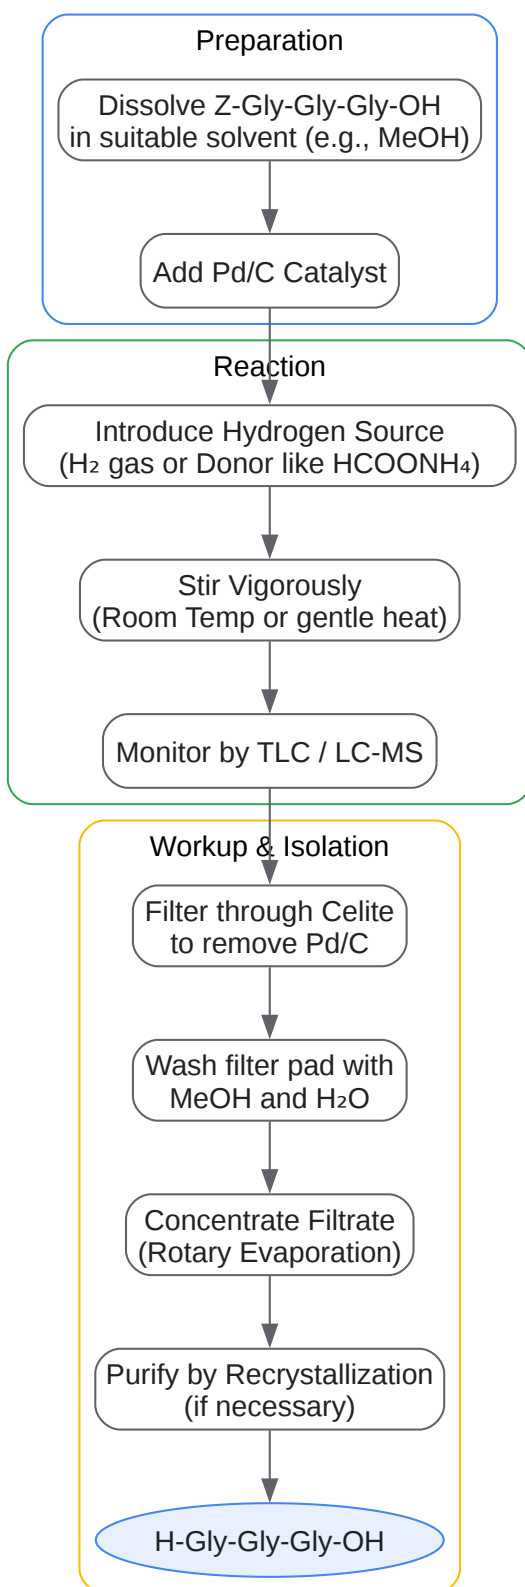 Preparation
Dissolve Z-Gly-Gly-Gly-OH
in suitable solvent (e.g., MeOH)
Add Pd/C Catalyst
Reaction
Introduce Hydrogen Source
(H₂ gas or Donor like HCOONH₄)
Stir Vigorously
(Room Temp or gentle heat)
Monitor by TLC / LC-MS
Workup & Isolation
Filter through Celite
to remove Pd/C
Wash filter pad with
MeOH and H₂O
Concentrate Filtrate
(Rotary Evaporation)
Purify by Recrystallization
(if necessary)
H-Gly-Gly-Gly-OH